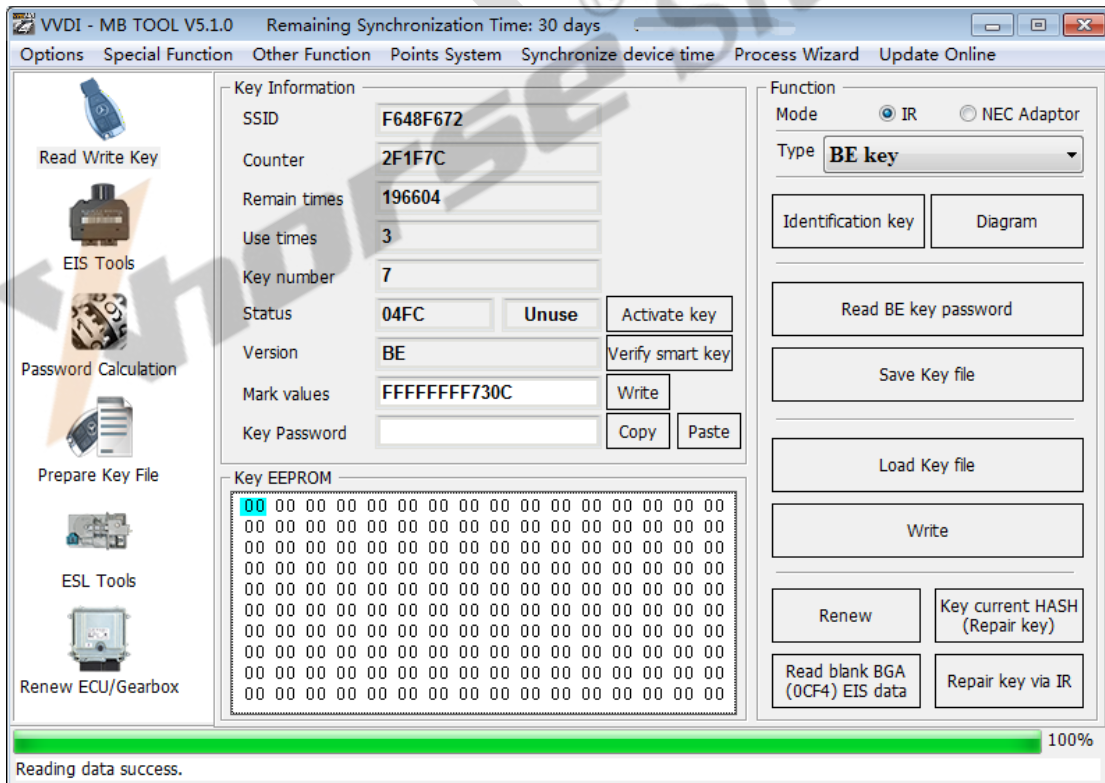 VVDI - MB TOOL V5.1.0 Remaining Synchronization Time: 30 days
Options Special Function Other Function Points System Synchronize device time Process Wizard Update Online
Read Write Key
EIS Tools
Password Calculation
Prepare Key File
ESL Tools
Renew ECU/Gearbox
Key Information
SSID F648F672
Counter 2F1F7C
Remain times 196604
Use times 3
Key number 7
Status 04FC Unuse Activate key
Version BE Verify smart key
Mark values FFFFFFFF730C Write
Key Password Copy Paste
Key EEPROM
00 00 00 00 00 00 00 00 00 00 00 00 00 00 00 00
00 00 00 00 00 00 00 00 00 00 00 00 00 00 00 00
00 00 00 00 00 00 00 00 00 00 00 00 00 00 00 00
00 00 00 00 00 00 00 00 00 00 00 00 00 00 00 00
00 00 00 00 00 00 00 00 00 00 00 00 00 00 00 00
00 00 00 00 00 00 00 00 00 00 00 00 00 00 00 00
00 00 00 00 00 00 00 00 00 00 00 00 00 00 00 00
00 00 00 00 00 00 00 00 00 00 00 00 00 00 00 00
00 00 00 00 00 00 00 00 00 00 00 00 00 00 00 00
00 00 00 00 00 00 00 00 00 00 00 00 00 00 00 00
Function
Mode IR NEC Adaptor
Type BE key
Identification key Diagram
Read BE key password
Save Key file
Load Key file
Write
Renew
Key current HASH
(Repair key)
Read blank BGA
(0CF4) EIS data
Repair key via IR
100%
Reading data success.